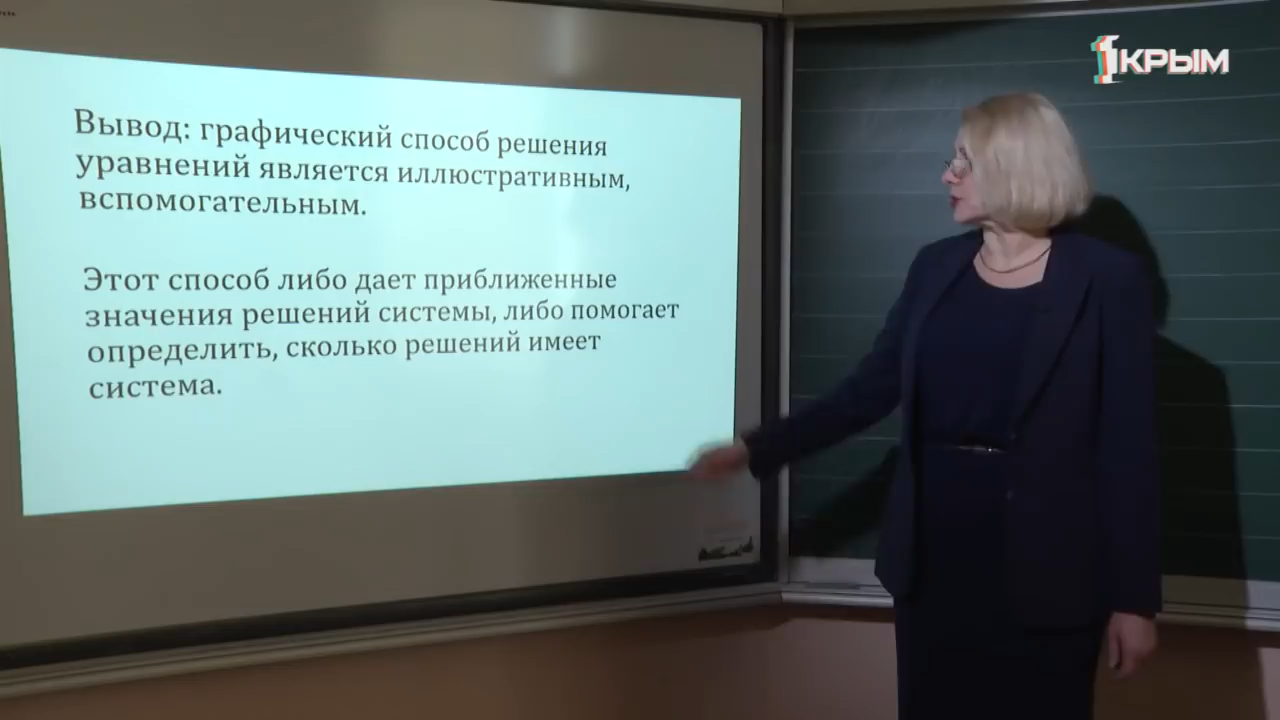 1КРЫМ
Вывод: графический способ решения
уравнений является иллюстративным,
вспомогательным.
Этот способ либо дает приближенные
значения решений системы, либо помогает
определить, сколько решений имеет
система.